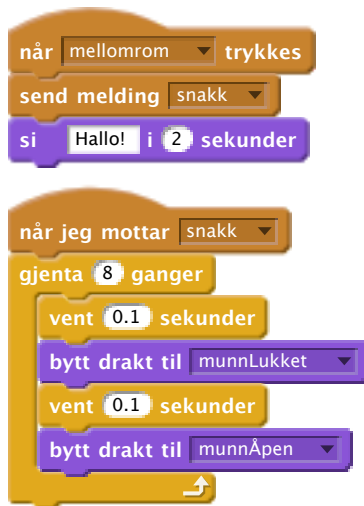 når mellomrom trykkes
send melding snakk
si Hallo! i 2 sekunder
når jeg mottar snakk
gjenta 8 ganger
vent 0.1 sekunder
bytt drakt til munnLukket
vent 0.1 sekunder
bytt drakt til munnÅpen